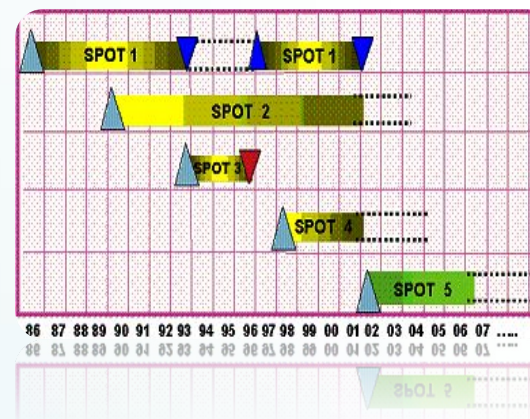 SPOT 1 SPOT 1
SPOT 2
SPOT 3
SPOT 4
SPOT 5
86 87 88 89 90 91 92 93 94 95 96 97 98 99 00 01 02 03 04 05 06 07 .....